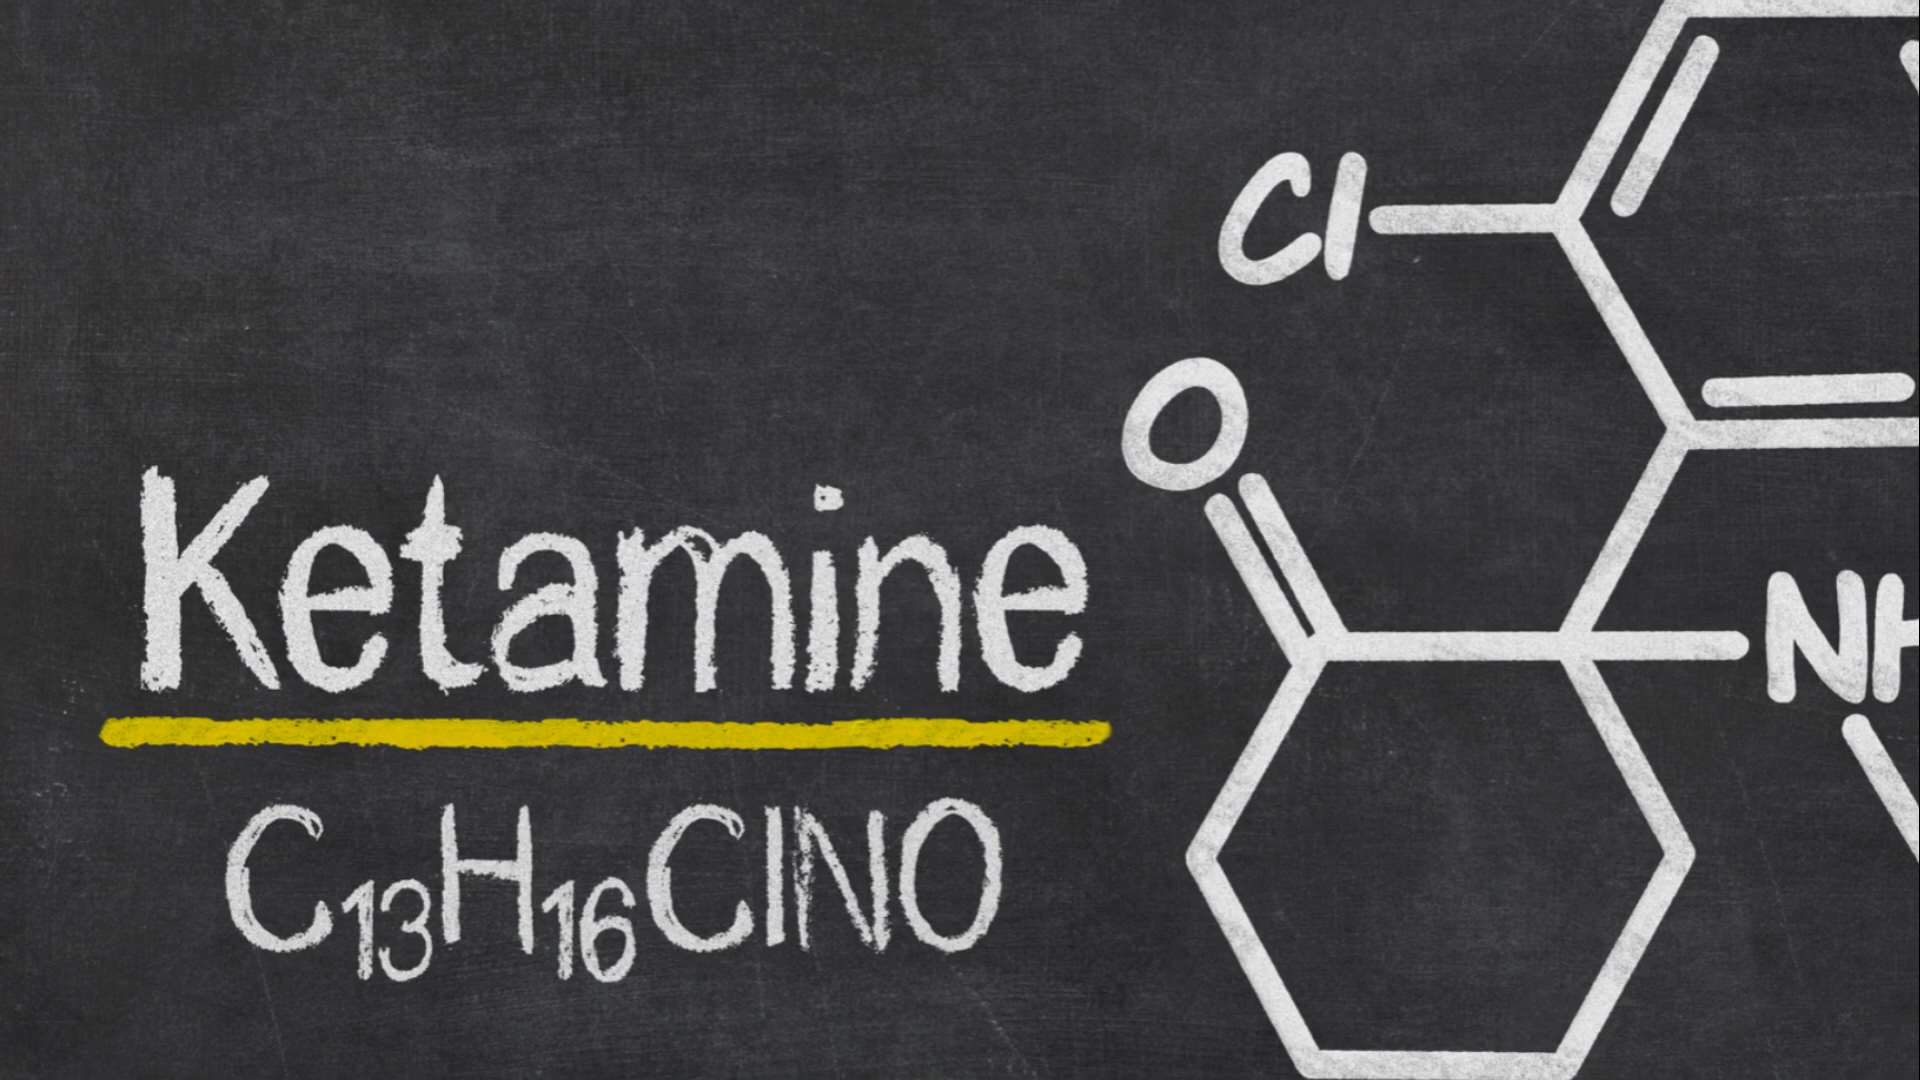 Cl
O
Ketamine
NH
C₁₃H₁₆ClNO